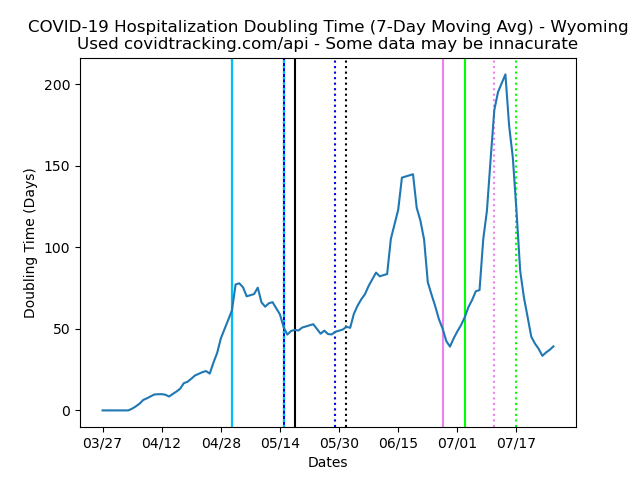 COVID-19 Hospitalization Doubling Time (7-Day Moving Avg) - Wyoming
Used covidtracking.com/api - Some data may be innacurate
200
150
100
50
0
Doubling Time (Days)
03/27 04/12 04/28 05/14 05/30 06/15 07/01 07/17
Dates